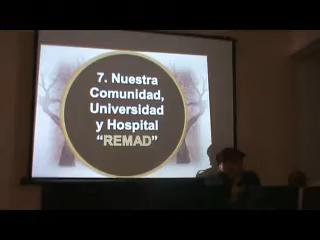 7. Nuestra
Comunidad,
Universidad
y Hospital
“REMAD”